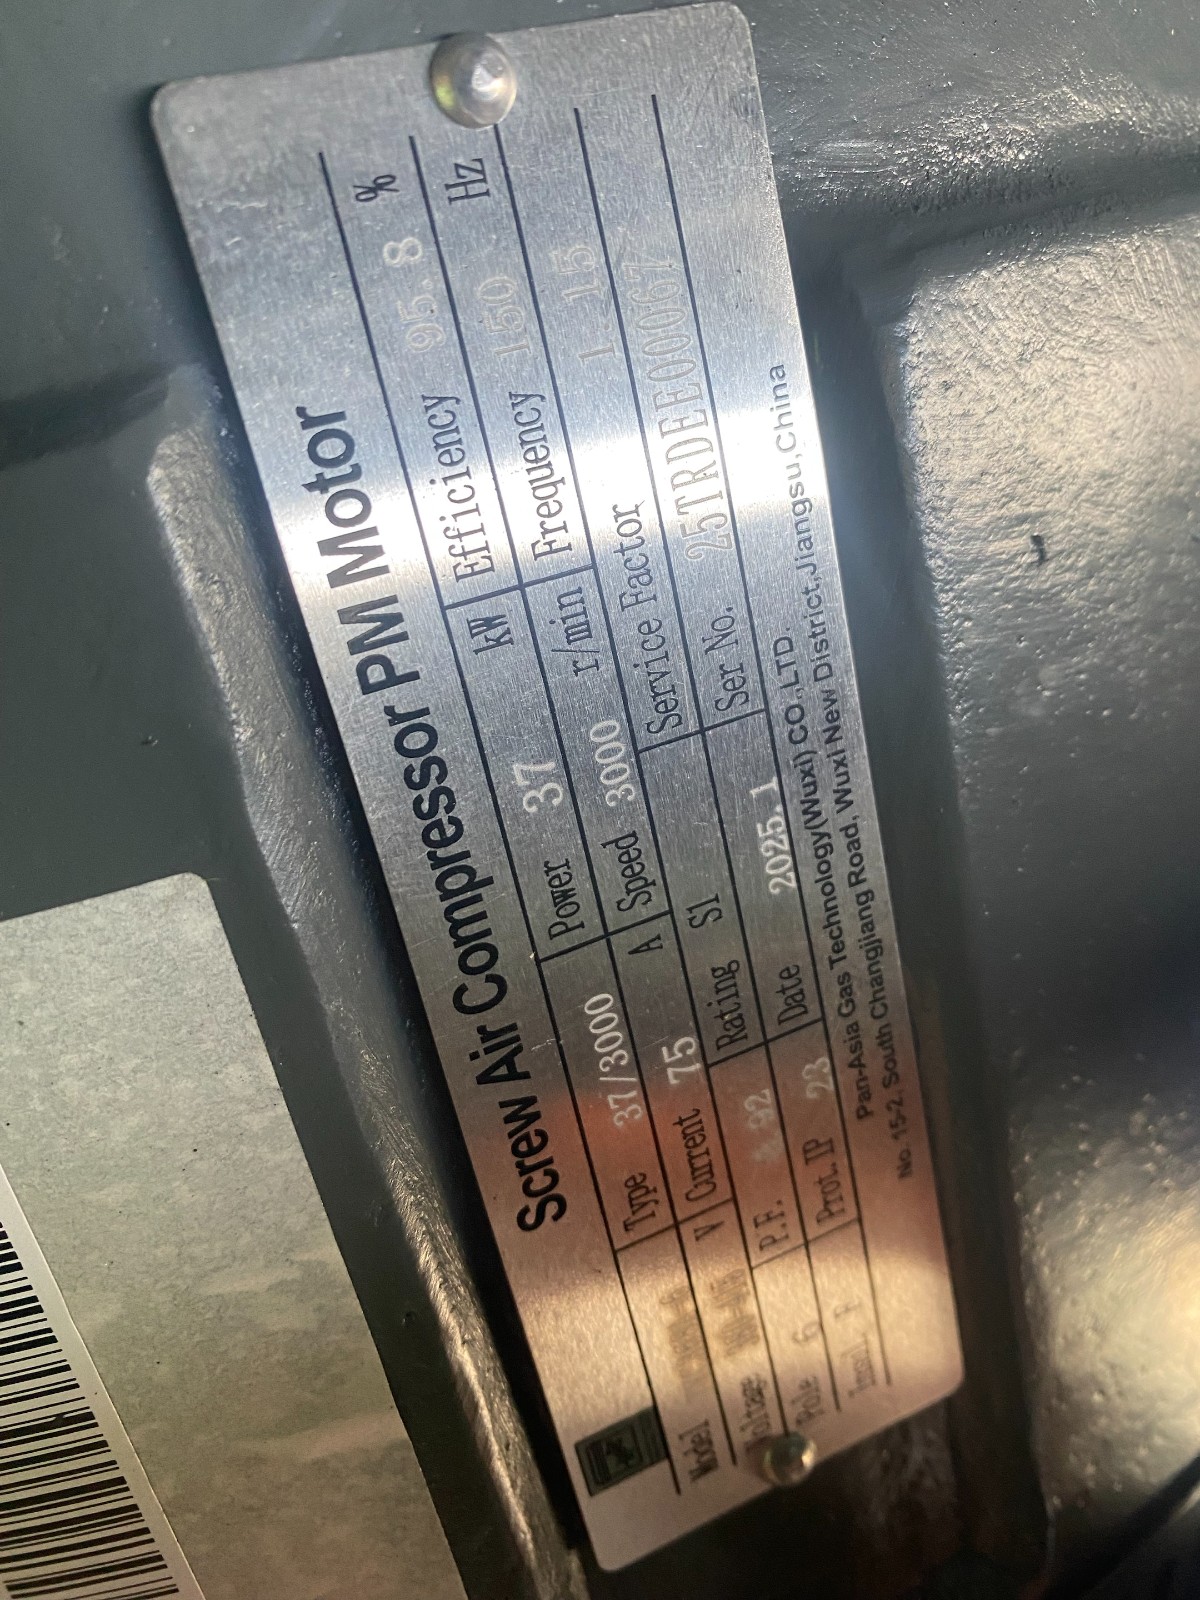 Screw Air Compressor PM Motor
Model Type 37/3000 Power 37 kW Efficiency 95.8 %
Voltage V Current 75 A Speed 3000 r/min Frequency 150 Hz
Pole 6 P.F. Rating S1 Service Factor 1.15
Insul. F Prot. IP 23 Date 2025.1 Ser No. 25TRDEE00067
Pan-Asia Gas Technology(Wuxi) CO.,LTD.
No. 15-2, South Changjiang Road, Wuxi New District,Jiangsu,China